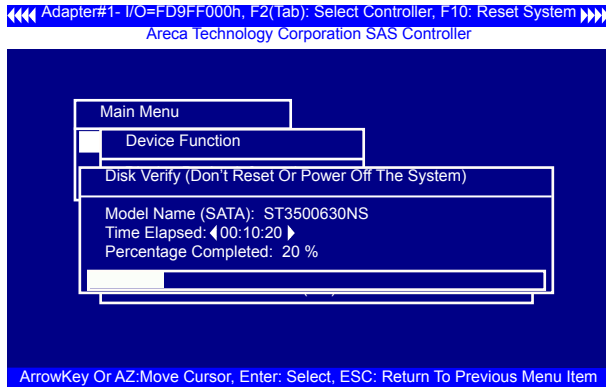 Adapter#1- I/O=FD9FF000h, F2(Tab): Select Controller, F10: Reset System
Areca Technology Corporation SAS Controller
Main Menu
Device Function
Disk Verify (Don't Reset Or Power Off The System)
Model Name (SATA): ST3500630NS
Time Elapsed: 00:10:20
Percentage Completed: 20 %
ArrowKey Or AZ:Move Cursor, Enter: Select, ESC: Return To Previous Menu Item